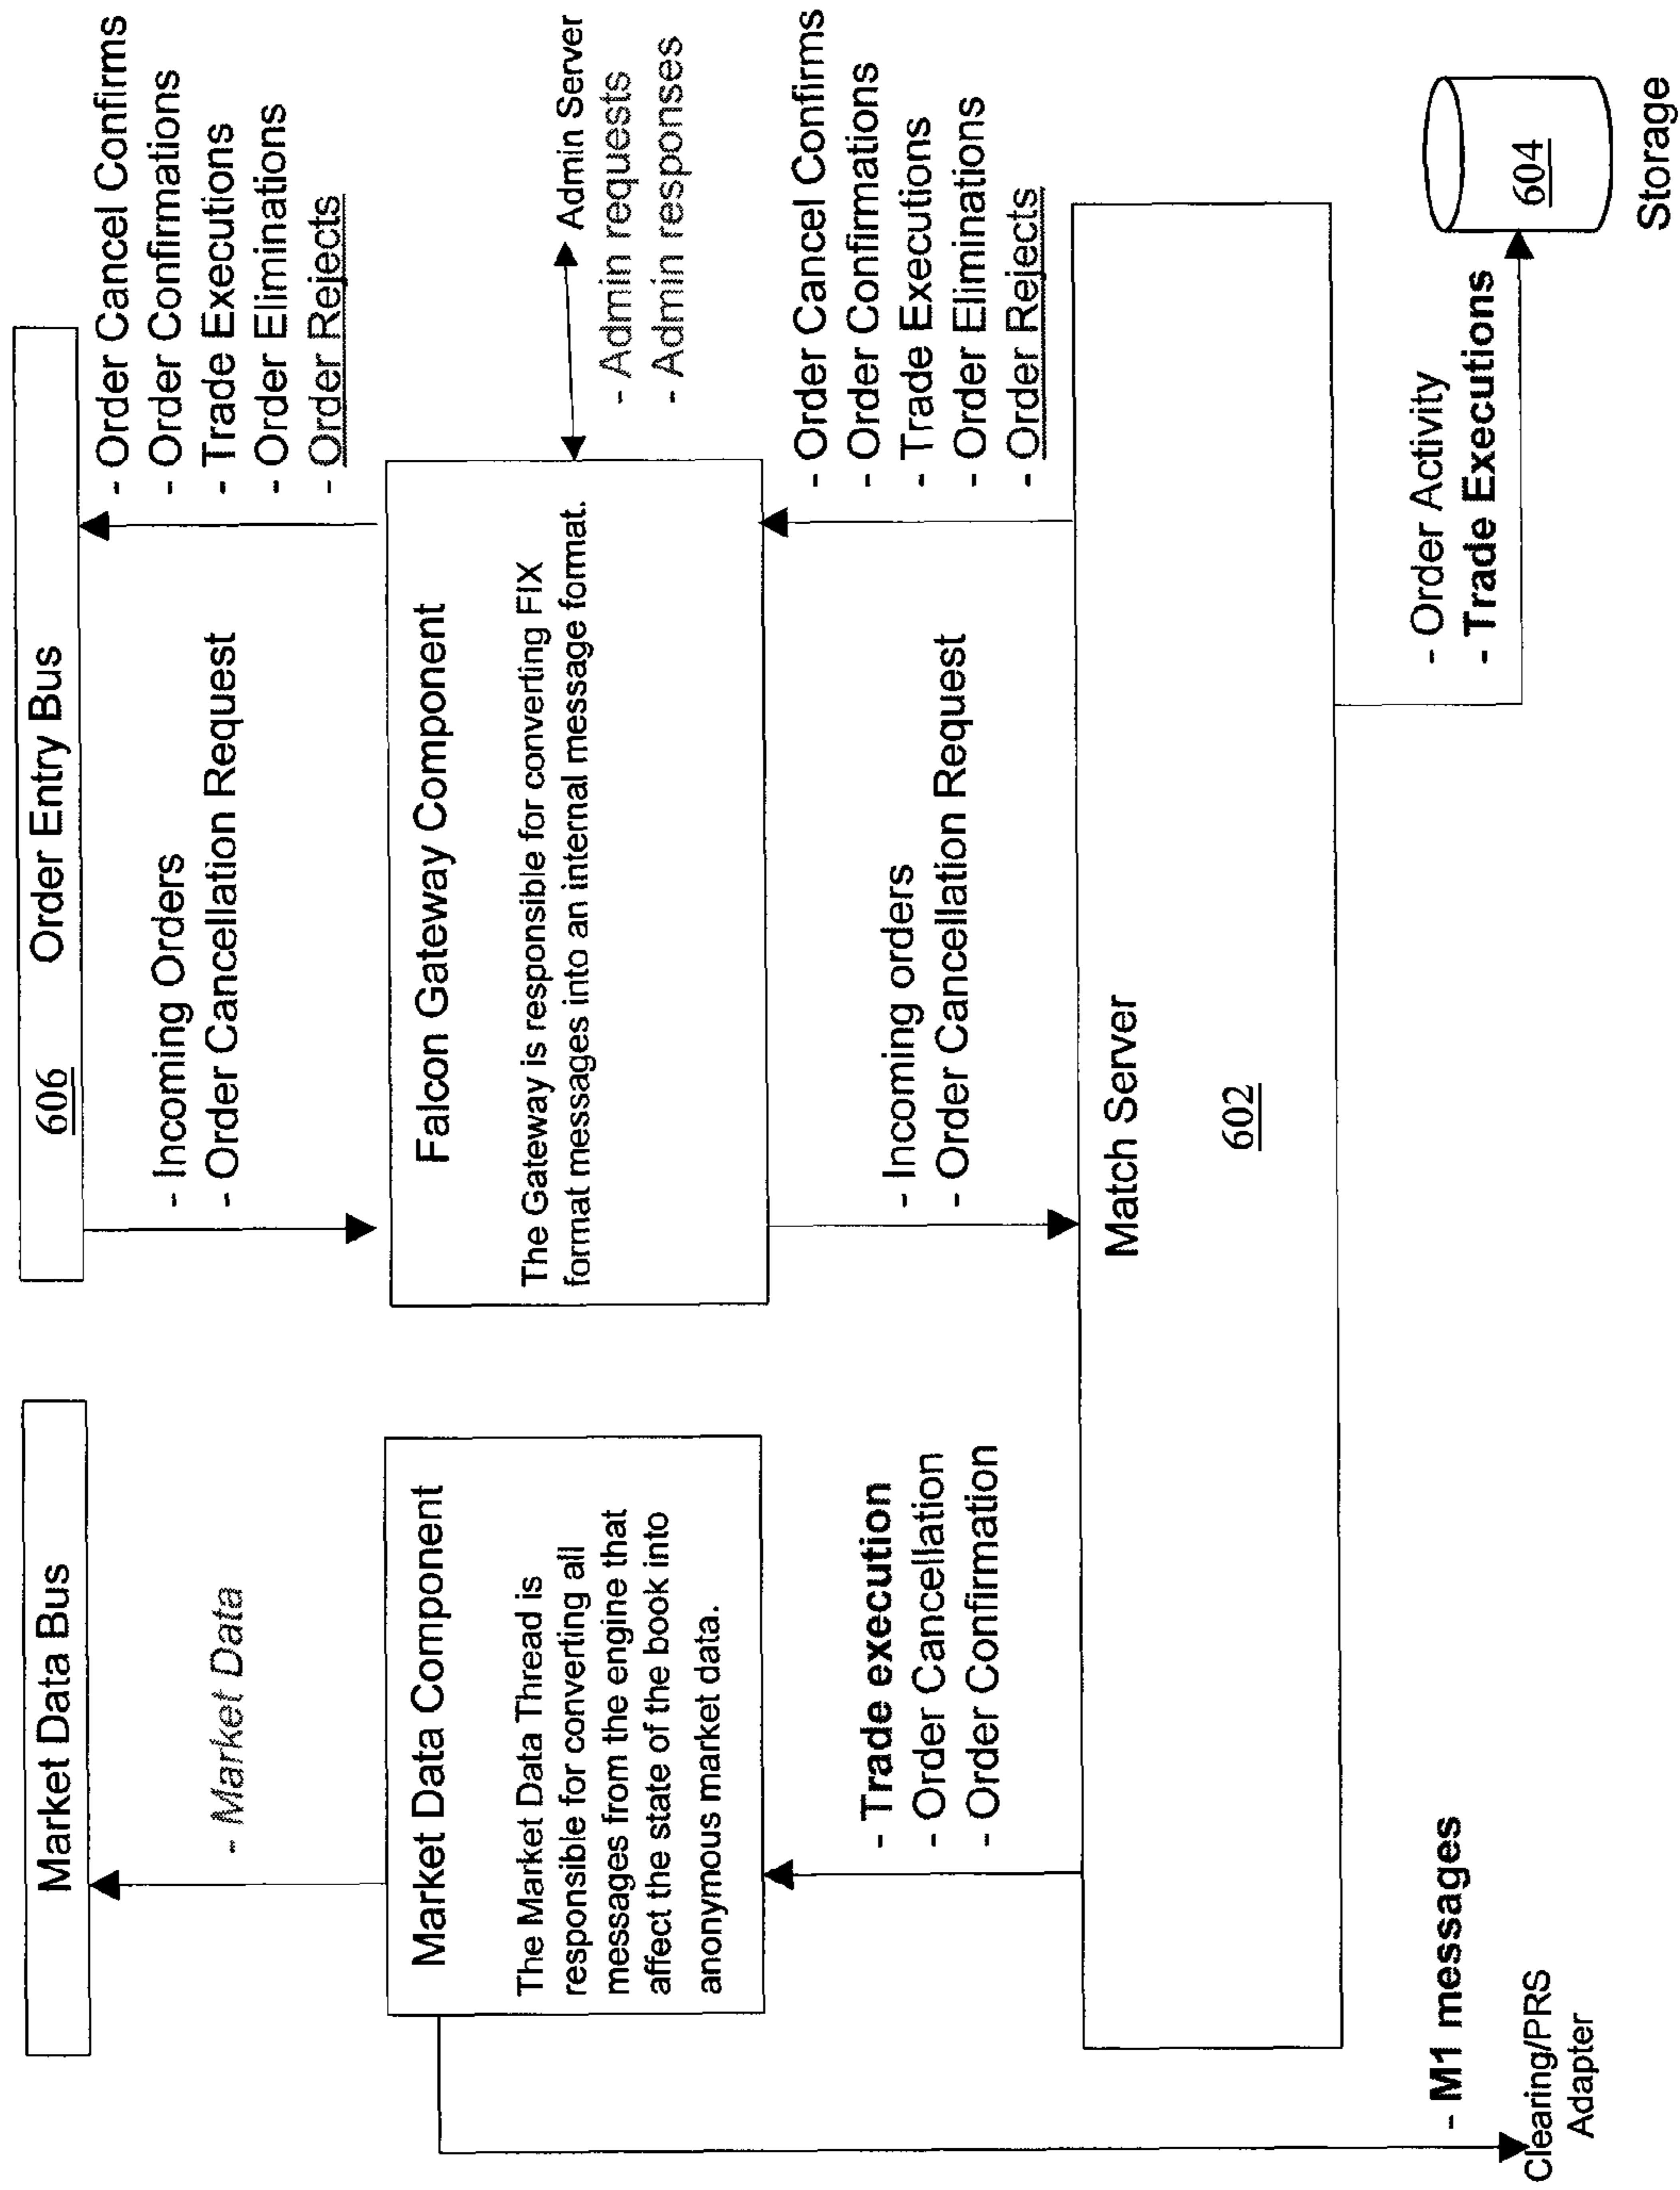 Market Data Bus
606 Order Entry Bus
- Market Data
- Incoming Orders
- Order Cancellation Request
- Order Cancel Confirms
- Order Confirmations
- Trade Executions
- Order Eliminations
- Order Rejects
Market Data Component
The Market Data Thread is
responsible for converting all
messages from the engine that
affect the state of the book into
anonymous market data.
Falcon Gateway Component
The Gateway is responsible for converting FIX
format messages into an internal message format.
Admin Server
- Admin requests
- Admin responses
- Trade execution
- Order Cancellation
- Order Confirmation
- Incoming orders
- Order Cancellation Request
- Order Cancel Confirms
- Order Confirmations
- Trade Executions
- Order Eliminations
- Order Rejects
Match Server
602
- M1 messages
Clearing/PRS
Adapter
- Order Activity
- Trade Executions
604
Storage